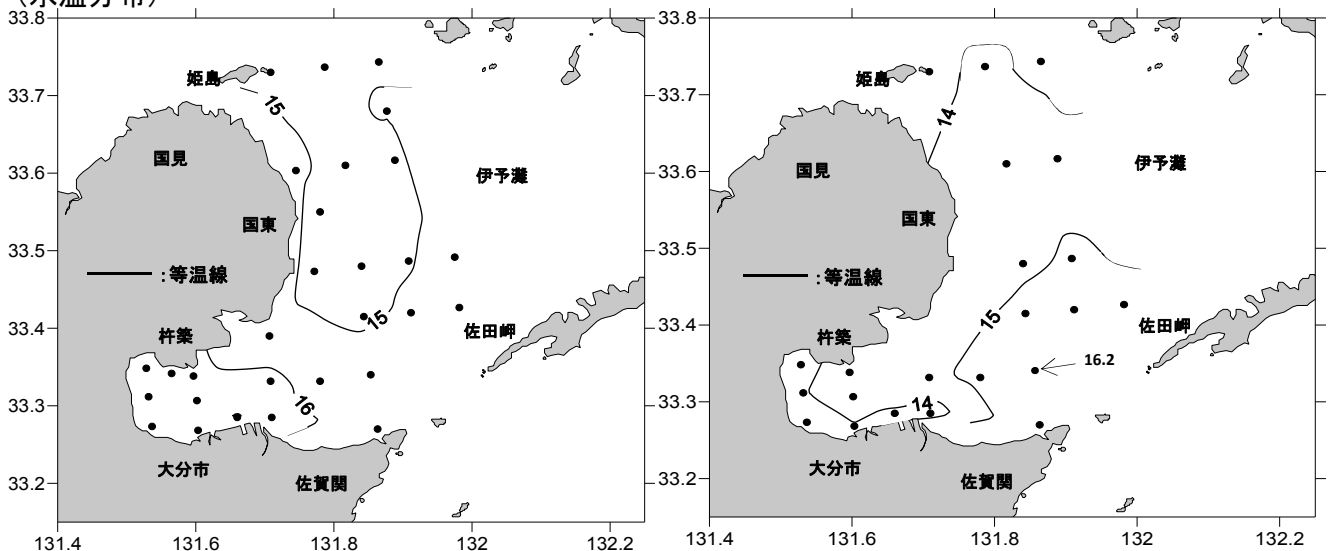 (水温分布)
33.8
33.7
33.6
33.5
33.4
33.3
33.2
131.4
131.6
131.8
132
132.2
姫島
15
国見
国東
伊予灘
:等温線
杵築
15
佐田岬
16
大分市
佐賀関
33.8
33.7
33.6
33.5
33.4
33.3
33.2
131.4
131.6
131.8
132
132.2
姫島
14
国見
国東
伊予灘
:等温線
杵築
15
佐田岬
16.2
14
大分市
佐賀関